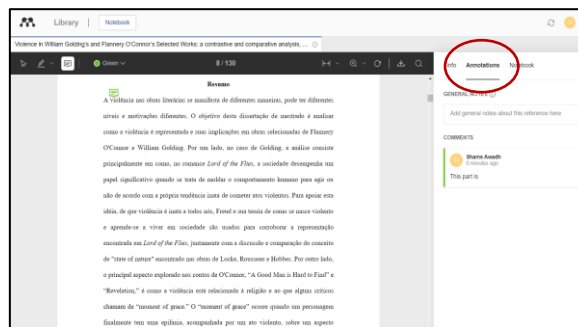 Library
Notebook
Violence in William Golding's and Flannery O'Connor's Selected Works: a contrastive and comparative analysis, ...
Green
8 / 130
Info Annotations Notebook
GENERAL NOTES
Add general notes about this reference here
COMMENTS
Shams Awadh
6 minutes ago
This part is
Resumo
A violência nas obras literárias se manifesta de diferentes maneiras, pode ter diferentes
níveis e motivações diferentes. O objetivo desta dissertação de mestrado é analisar
como a violência é representada e suas implicações em obras selecionadas de Flannery
O'Connor e William Golding. Por um lado, no caso de Golding, a análise consiste
principalmente em como, no romance Lord of the Flies, a sociedade desempenha um
papel significativo quando se trata de moldar o comportamento humano para agir ou
não de acordo com a própria tendência inata de cometer atos violentos. Para apoiar esta
idéia, de que violência é inata a todos nós, Freud e sua teoria de como se nasce violento
e aprende-se a viver em sociedade são usados para corroborar a representação
encontrada em Lord of the Flies, juntamente com a discussão e comparação do conceito
de "state of nature" encontrado nas obras de Locke, Rousseau e Hobbes. Por outro lado,
o principal aspecto explorado nos contos de O'Connor, "A Good Man is Hard to Find" e
"Revelation," é como a violência está relacionada à religião e ao que alguns críticos
chamam de "moment of grace." O "moment of grace" ocorre quando um personagem
finalmente tem uma epifania, acompanhada por um ato violento, sobre um aspecto